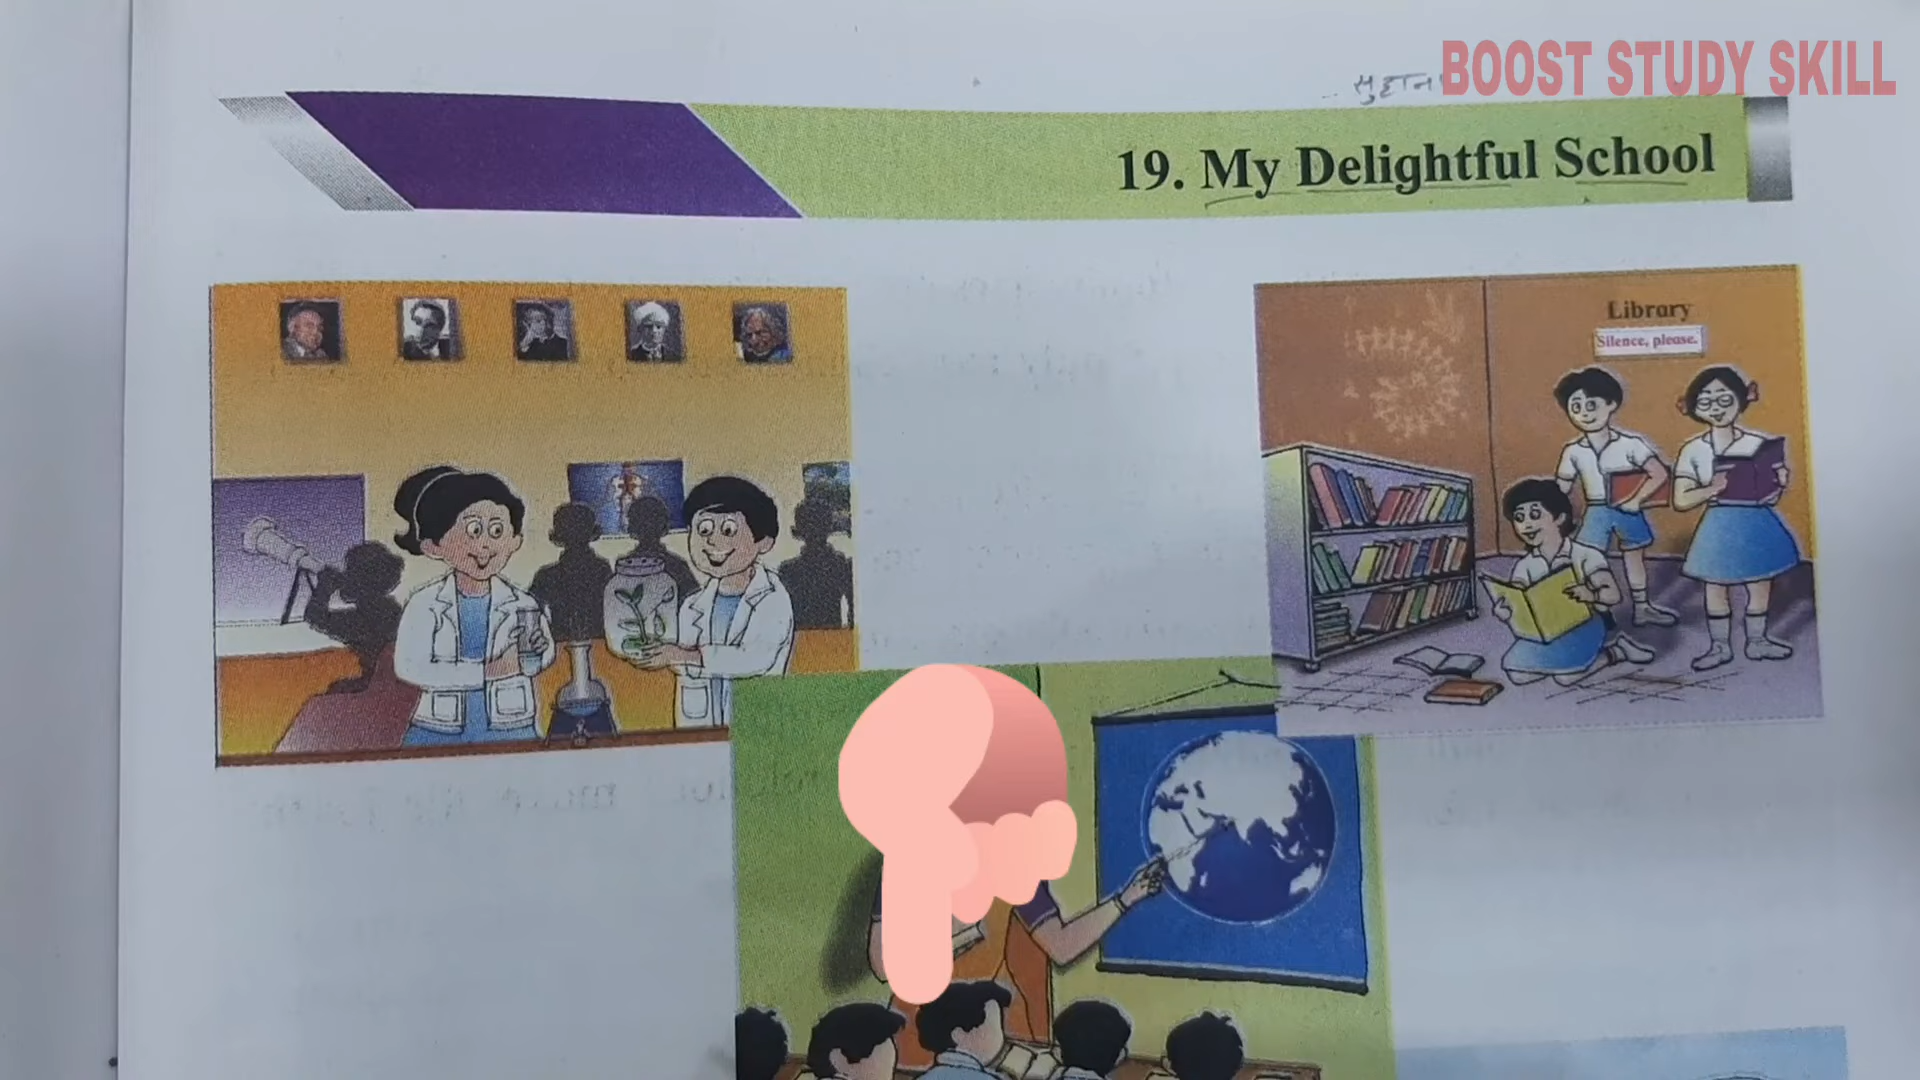 BOOST STUDY SKILL
19. My Delightful School
Library
Silence, please.